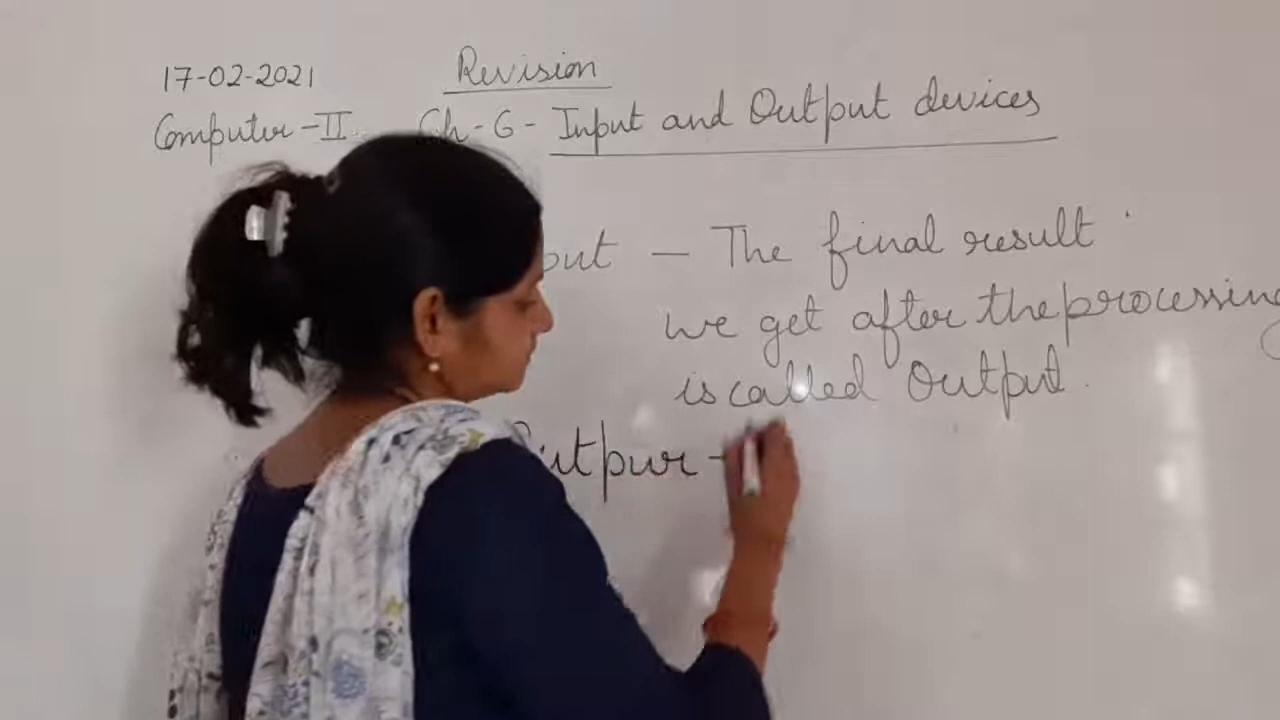 17-02-2021 Revision
Computer-II Ch-6- Input and Output devices
put — The final result
we get after the processing
is called Output.
utpur -